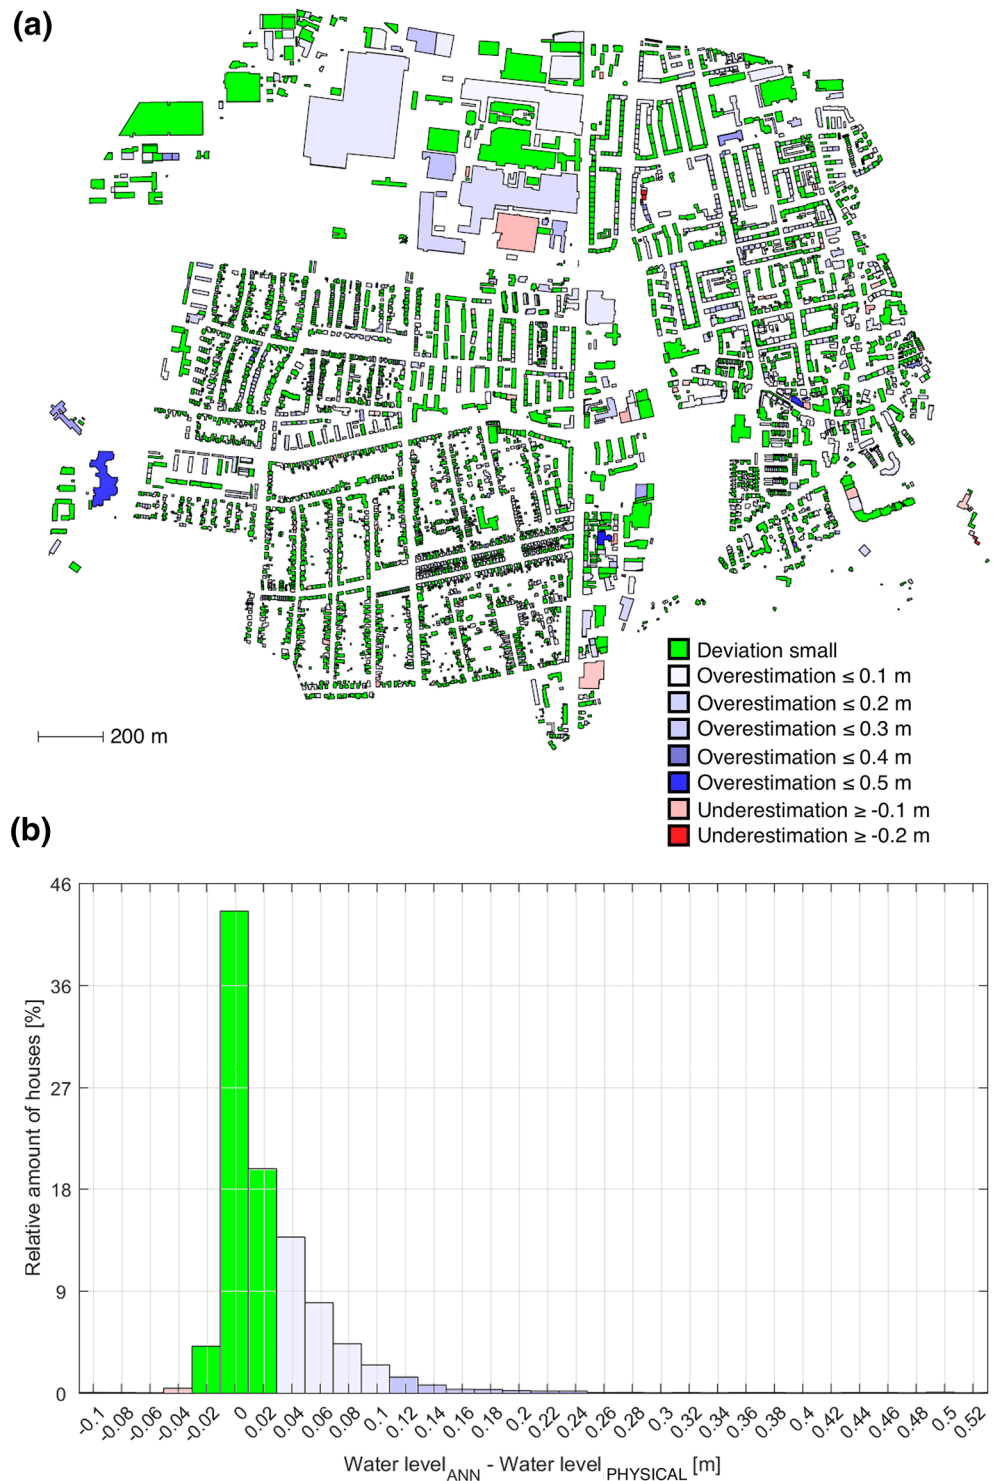 (a)
Deviation small
Overestimation ≤ 0.1 m
Overestimation ≤ 0.2 m
Overestimation ≤ 0.3 m
Overestimation ≤ 0.4 m
Overestimation ≤ 0.5 m
Underestimation ≥ -0.1 m
Underestimation ≥ -0.2 m
200 m
(b)
46
36
27
18
9
0
Relative amount of houses [%]
-0.1 -0.08 -0.06 -0.04 -0.02 0 0.02 0.04 0.06 0.08 0.1 0.12 0.14 0.16 0.18 0.2 0.22 0.24 0.26 0.28 0.3 0.32 0.34 0.36 0.38 0.4 0.42 0.44 0.46 0.48 0.5 0.52
Water level ANN - Water level PHYSICAL [m]